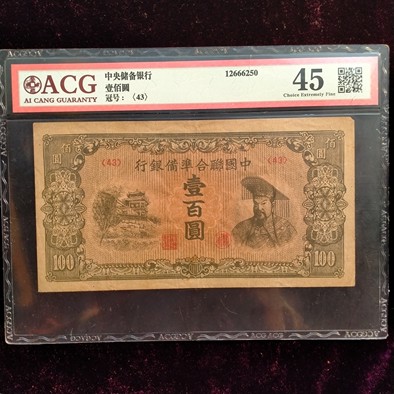 ACG
AI CANG GUARANTY
中央储备银行
壹佰圆
冠号：〈43〉
12666250
45
Choice Extremely Fine
〈43〉
〈43〉
行銀備準合聯國中
壹百圓
佰圓
佰圓
100
100